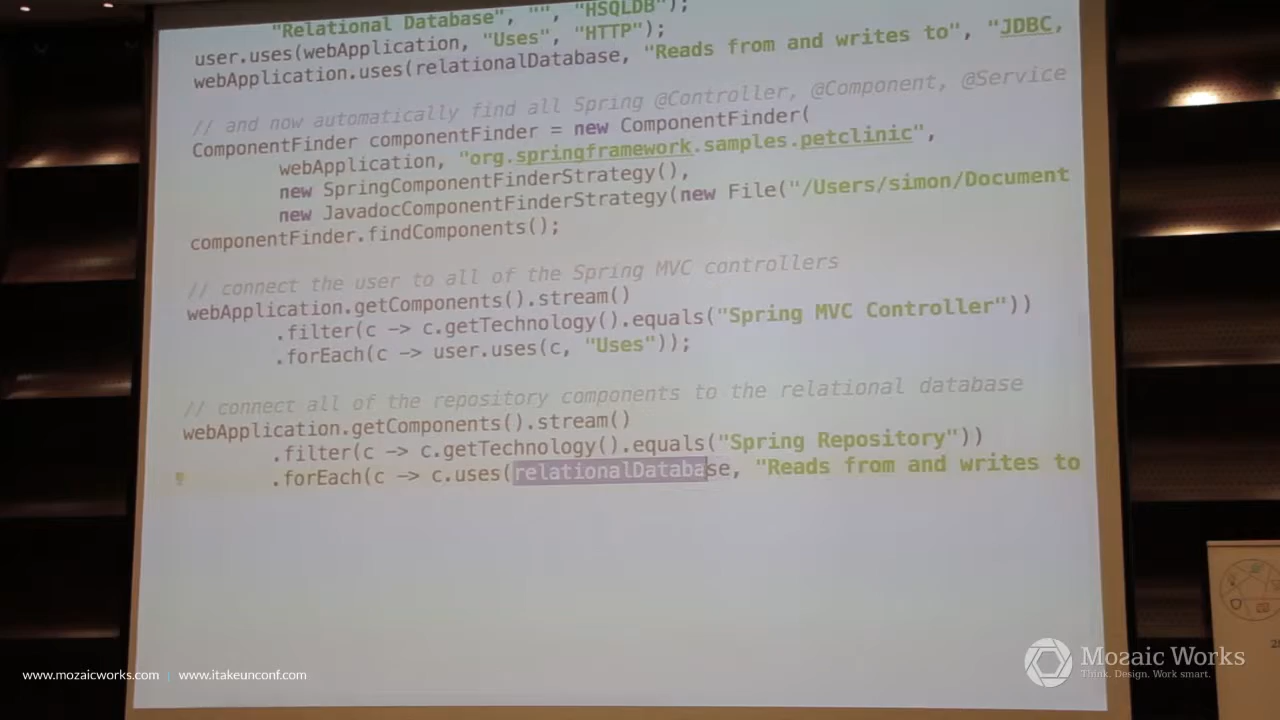 "Relational Database", "", "HSQLDB");
user.uses(webApplication, "Uses", "HTTP");
webApplication.uses(relationalDatabase, "Reads from and writes to", "JDBC,
// and now automatically find all Spring @Controller, @Component, @Service
ComponentFinder componentFinder = new ComponentFinder(
webApplication, "org.springframework.samples.petclinic",
new SpringComponentFinderStrategy(),
new JavadocComponentFinderStrategy(new File("/Users/simon/Document
componentFinder.findComponents();
// connect the user to all of the Spring MVC controllers
webApplication.getComponents().stream()
.filter(c -> c.getTechnology().equals("Spring MVC Controller"))
.forEach(c -> user.uses(c, "Uses"));
// connect all of the repository components to the relational database
webApplication.getComponents().stream()
.filter(c -> c.getTechnology().equals("Spring Repository"))
.forEach(c -> c.uses(relationalDatabase, "Reads from and writes to
www.mozaicworks.com | www.itakeunconf.com
Mozaic Works
Think. Design. Work smart.